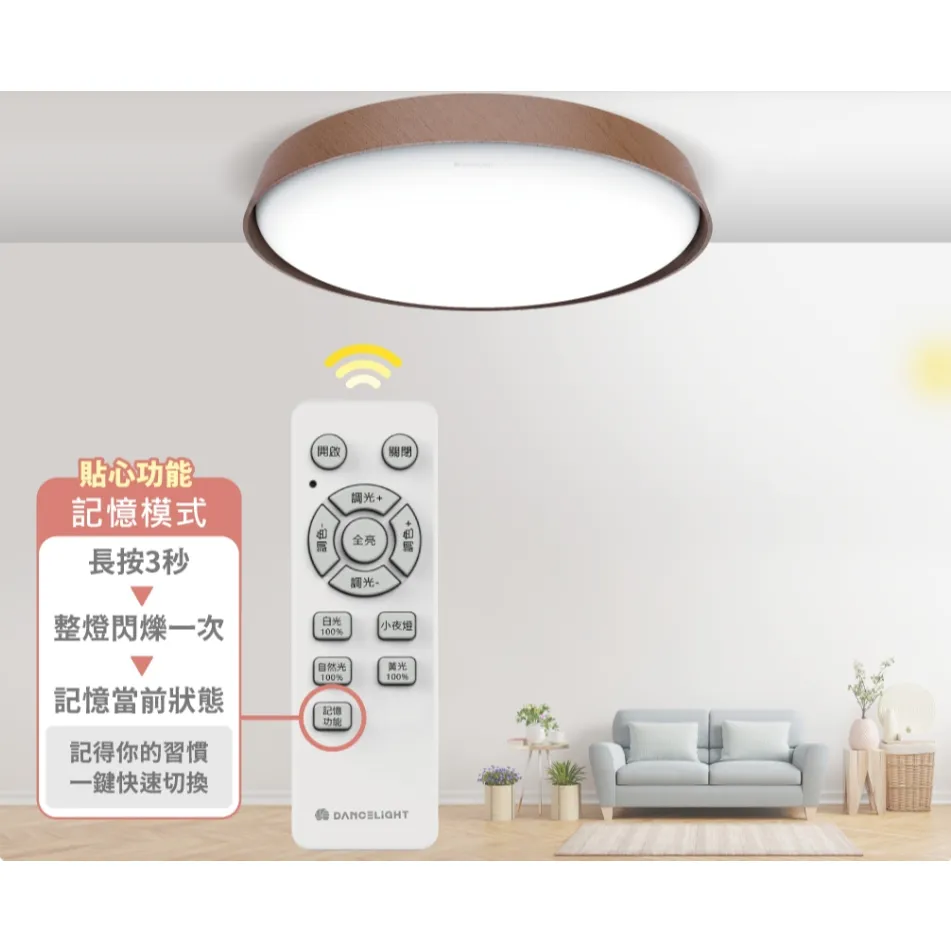 貼心功能
記憶模式
長按3秒
整燈閃爍一次
記憶當前狀態
記得你的習慣
一鍵快速切換
開啟
關閉
調光+
調色-
全亮
調色+
調光-
白光
100%
小夜燈
自然光
100%
黃光
100%
記憶
功能
DANCELIGHT